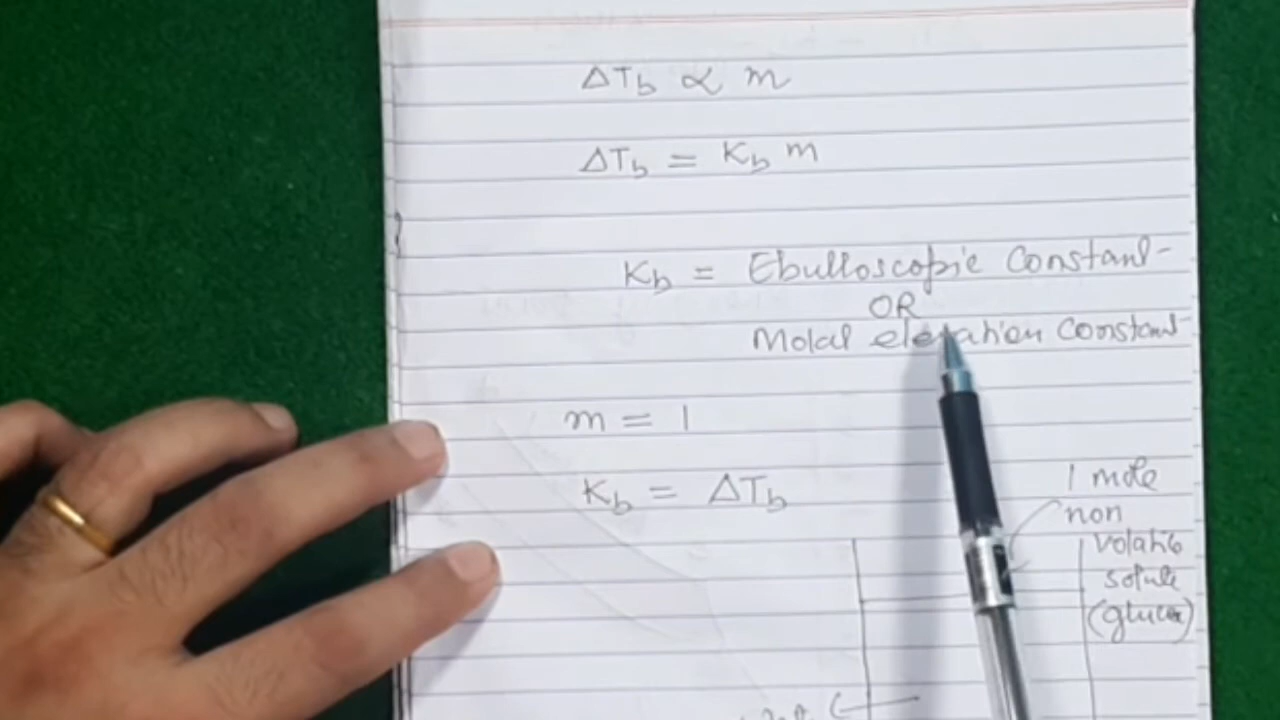 ΔTb ∝ m
ΔTb = Kb m
Kb = Ebulloscopic Constant
OR
Molal elevation Constant
m = 1
Kb = ΔTb
1 mole
non
volatile
solute
(glucose)